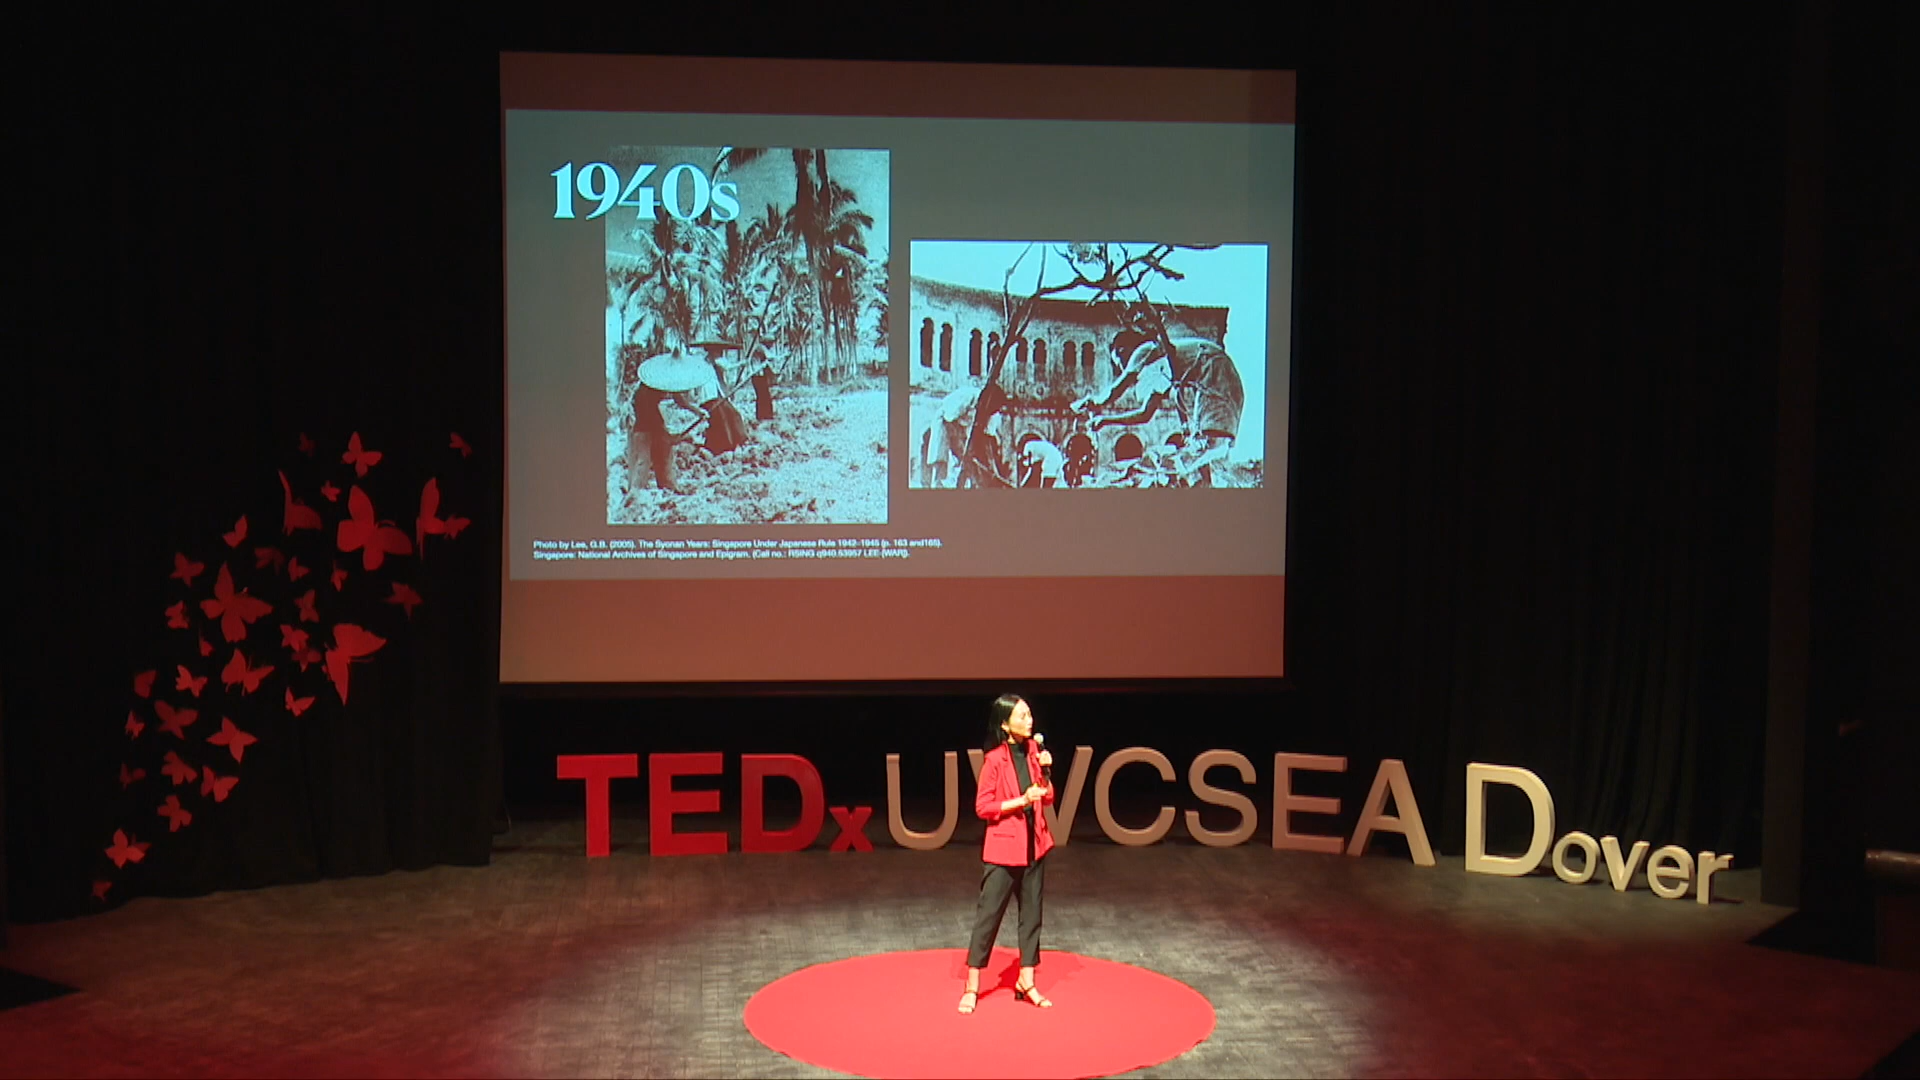 1940s
Photo by Lee, G.B. (2005). The Syonan Years: Singapore Under Japanese Rule 1942–1945 (p. 163 and165).
Singapore: National Archives of Singapore and Epigram. (Call no.: RSING q940.53957 LEE-[WAR]).
TEDxUWCSEA Dover